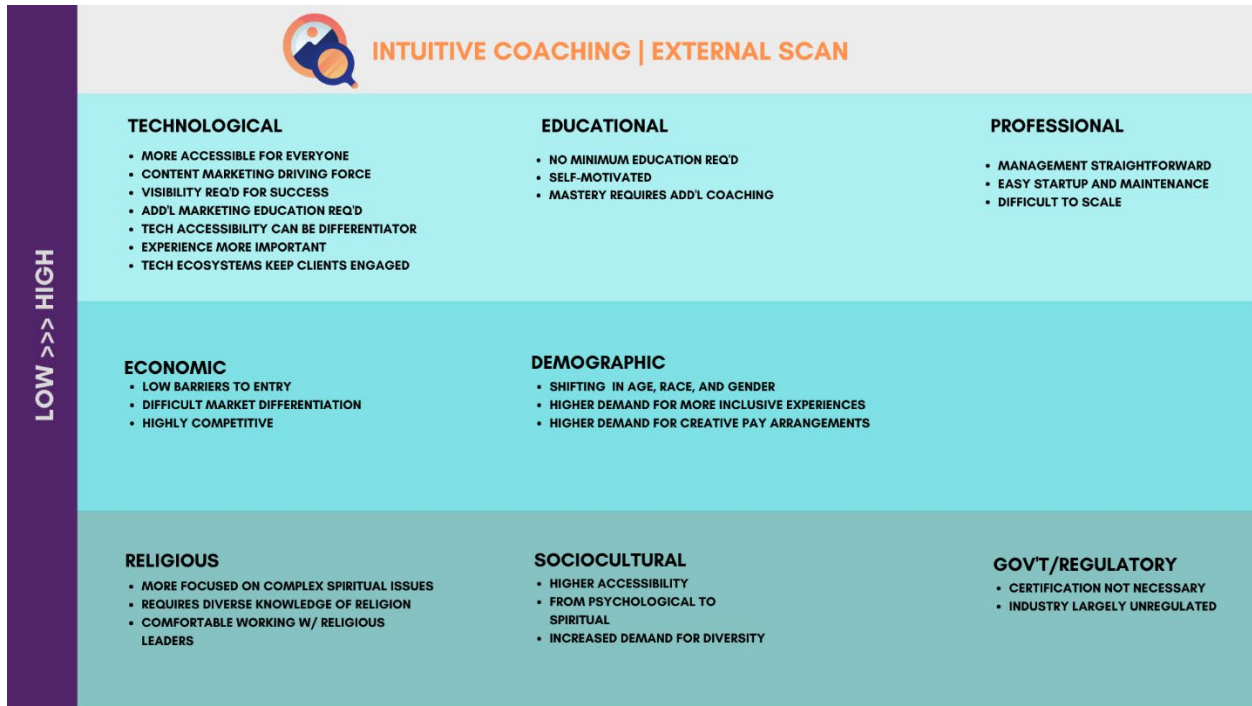 INTUITIVE COACHING | EXTERNAL SCAN
LOW >>> HIGH
TECHNOLOGICAL
• MORE ACCESSIBLE FOR EVERYONE
• CONTENT MARKETING DRIVING FORCE
• VISIBILITY REQ'D FOR SUCCESS
• ADD'L MARKETING EDUCATION REQ'D
• TECH ACCESSIBILITY CAN BE DIFFERENTIATOR
• EXPERIENCE MORE IMPORTANT
• TECH ECOSYSTEMS KEEP CLIENTS ENGAGED
EDUCATIONAL
• NO MINIMUM EDUCATION REQ'D
• SELF-MOTIVATED
• MASTERY REQUIRES ADD'L COACHING
PROFESSIONAL
• MANAGEMENT STRAIGHTFORWARD
• EASY STARTUP AND MAINTENANCE
• DIFFICULT TO SCALE
ECONOMIC
• LOW BARRIERS TO ENTRY
• DIFFICULT MARKET DIFFERENTIATION
• HIGHLY COMPETITIVE
DEMOGRAPHIC
• SHIFTING IN AGE, RACE, AND GENDER
• HIGHER DEMAND FOR MORE INCLUSIVE EXPERIENCES
• HIGHER DEMAND FOR CREATIVE PAY ARRANGEMENTS
RELIGIOUS
• MORE FOCUSED ON COMPLEX SPIRITUAL ISSUES
• REQUIRES DIVERSE KNOWLEDGE OF RELIGION
• COMFORTABLE WORKING W/ RELIGIOUS
LEADERS
SOCIOCULTURAL
• HIGHER ACCESSIBILITY
• FROM PSYCHOLOGICAL TO
SPIRITUAL
• INCREASED DEMAND FOR DIVERSITY
GOV'T/REGULATORY
• CERTIFICATION NOT NECESSARY
• INDUSTRY LARGELY UNREGULATED